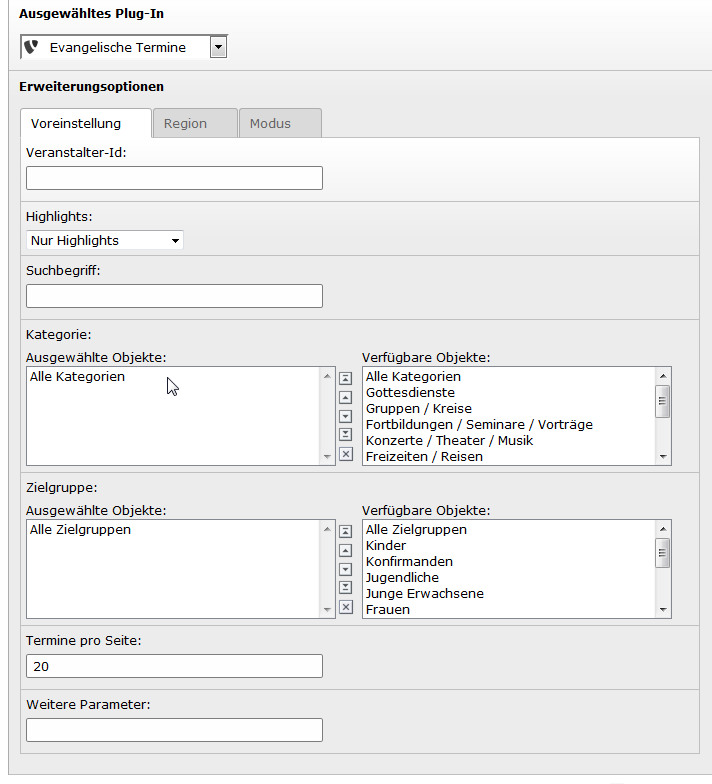 Ausgewähltes Plug-In
Evangelische Termine
Erweiterungsoptionen
Voreinstellung Region Modus
Veranstalter-Id:
Highlights:
Nur Highlights
Suchbegriff:
Kategorie:
Ausgewählte Objekte: Verfügbare Objekte:
Alle Kategorien Alle Kategorien
Gottesdienste
Gruppen / Kreise
Fortbildungen / Seminare / Vorträge
Konzerte / Theater / Musik
Freizeiten / Reisen
Zielgruppe:
Ausgewählte Objekte: Verfügbare Objekte:
Alle Zielgruppen Alle Zielgruppen
Kinder
Konfirmanden
Jugendliche
Junge Erwachsene
Frauen
Termine pro Seite:
20
Weitere Parameter: